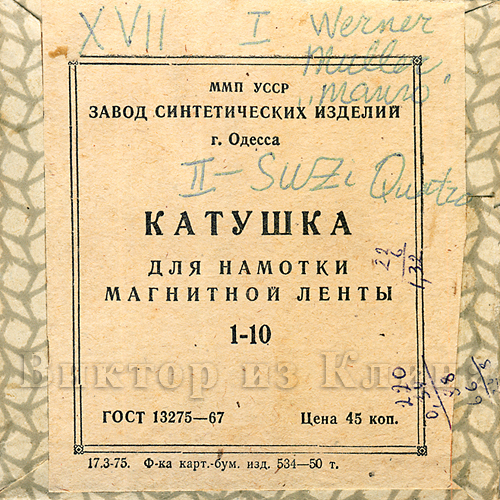 XVII I Werner
Muller
"Mauro"
ММП УССР
ЗАВОД СИНТЕТИЧЕСКИХ ИЗДЕЛИЙ
г. Одесса
II - SUZi Quatro
КАТУШКА
ДЛЯ НАМОТКИ
МАГНИТНОЙ ЛЕНТЫ
1-10
Виктор из Клин
ГОСТ 13275—67 Цена 45 коп.
17.3-75. Ф-ка карт.-бум. изд. 534—50 т.